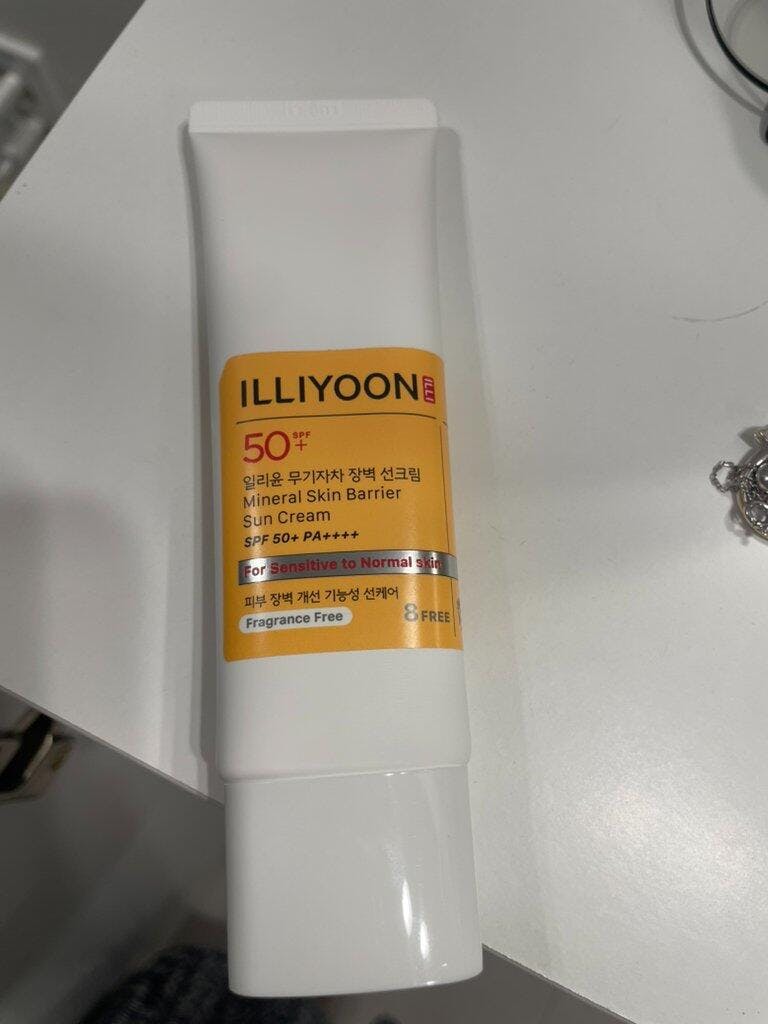 ILLIYOON ILLI
50+ SPF
일리윤 무기자차 장벽 선크림
Mineral Skin Barrier
Sun Cream
SPF 50+ PA++++
For Sensitive to Normal skin
피부 장벽 개선 기능성 선케어
Fragrance Free
8 FREE